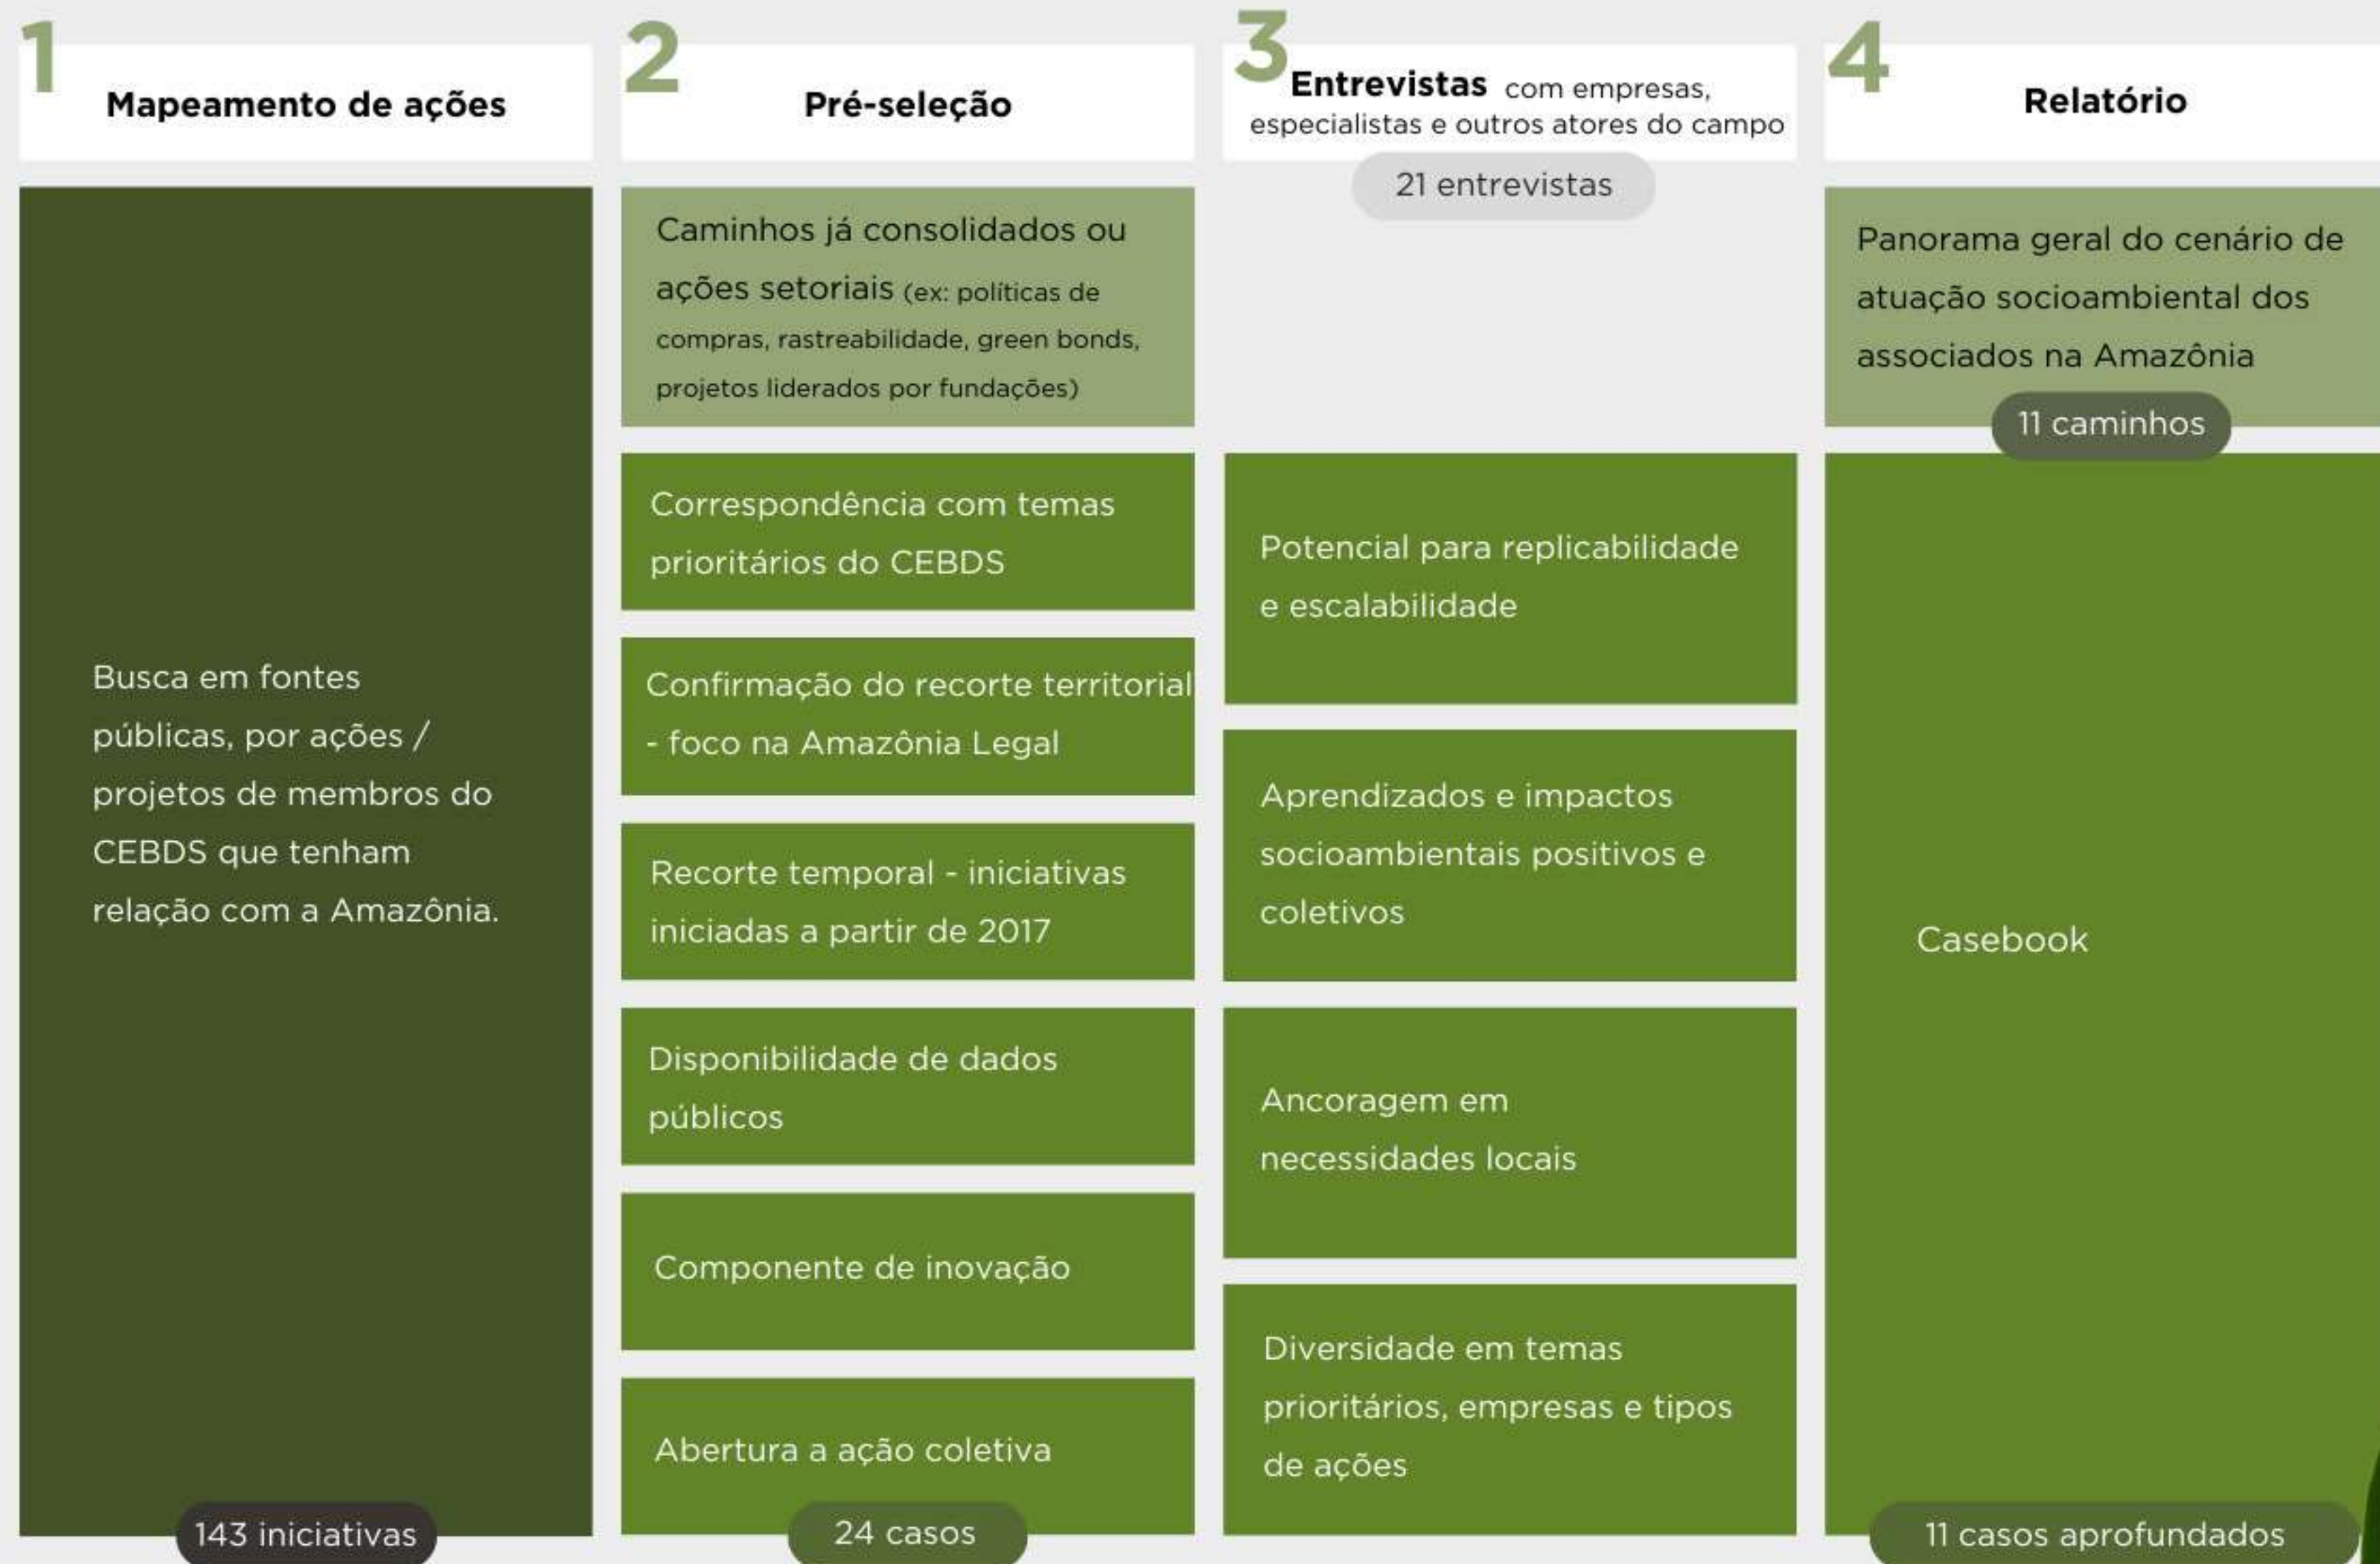 1
Mapeamento de ações
Busca em fontes
públicas, por ações /
projetos de membros do
CEBDS que tenham
relação com a Amazônia.
143 iniciativas
2
Pré-seleção
Caminhos já consolidados ou
ações setoriais (ex: políticas de
compras, rastreabilidade, green bonds,
projetos liderados por fundações)
Correspondência com temas
prioritários do CEBDS
Confirmação do recorte territorial
- foco na Amazônia Legal
Recorte temporal - iniciativas
iniciadas a partir de 2017
Disponibilidade de dados
públicos
Componente de inovação
Abertura a ação coletiva
24 casos
3
Entrevistas com empresas,
especialistas e outros atores do campo
21 entrevistas
Potencial para replicabilidade
e escalabilidade
Aprendizados e impactos
socioambientais positivos e
coletivos
Ancoragem em
necessidades locais
Diversidade em temas
prioritários, empresas e tipos
de ações
4
Relatório
Panorama geral do cenário de
atuação socioambiental dos
associados na Amazônia
11 caminhos
Casebook
11 casos aprofundados